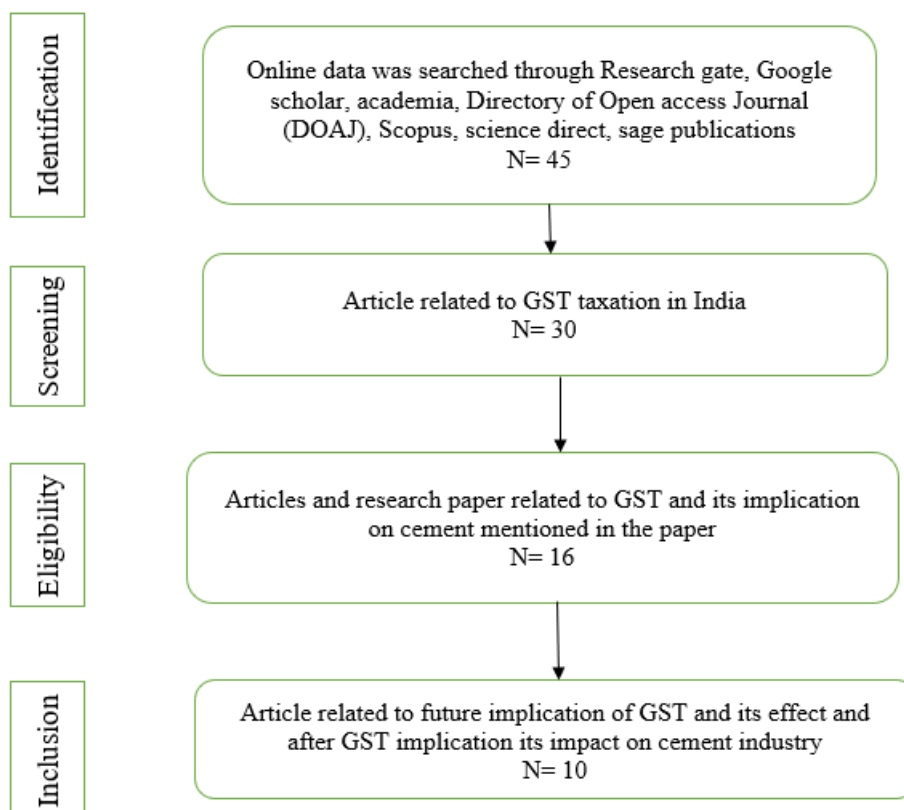 Identification
Online data was searched through Research gate, Google
scholar, academia, Directory of Open access Journal
(DOAJ), Scopus, science direct, sage publications
N= 45
Screening
Article related to GST taxation in India
N= 30
Eligibility
Articles and research paper related to GST and its implication
on cement mentioned in the paper
N= 16
Inclusion
Article related to future implication of GST and its effect and
after GST implication its impact on cement industry
N= 10